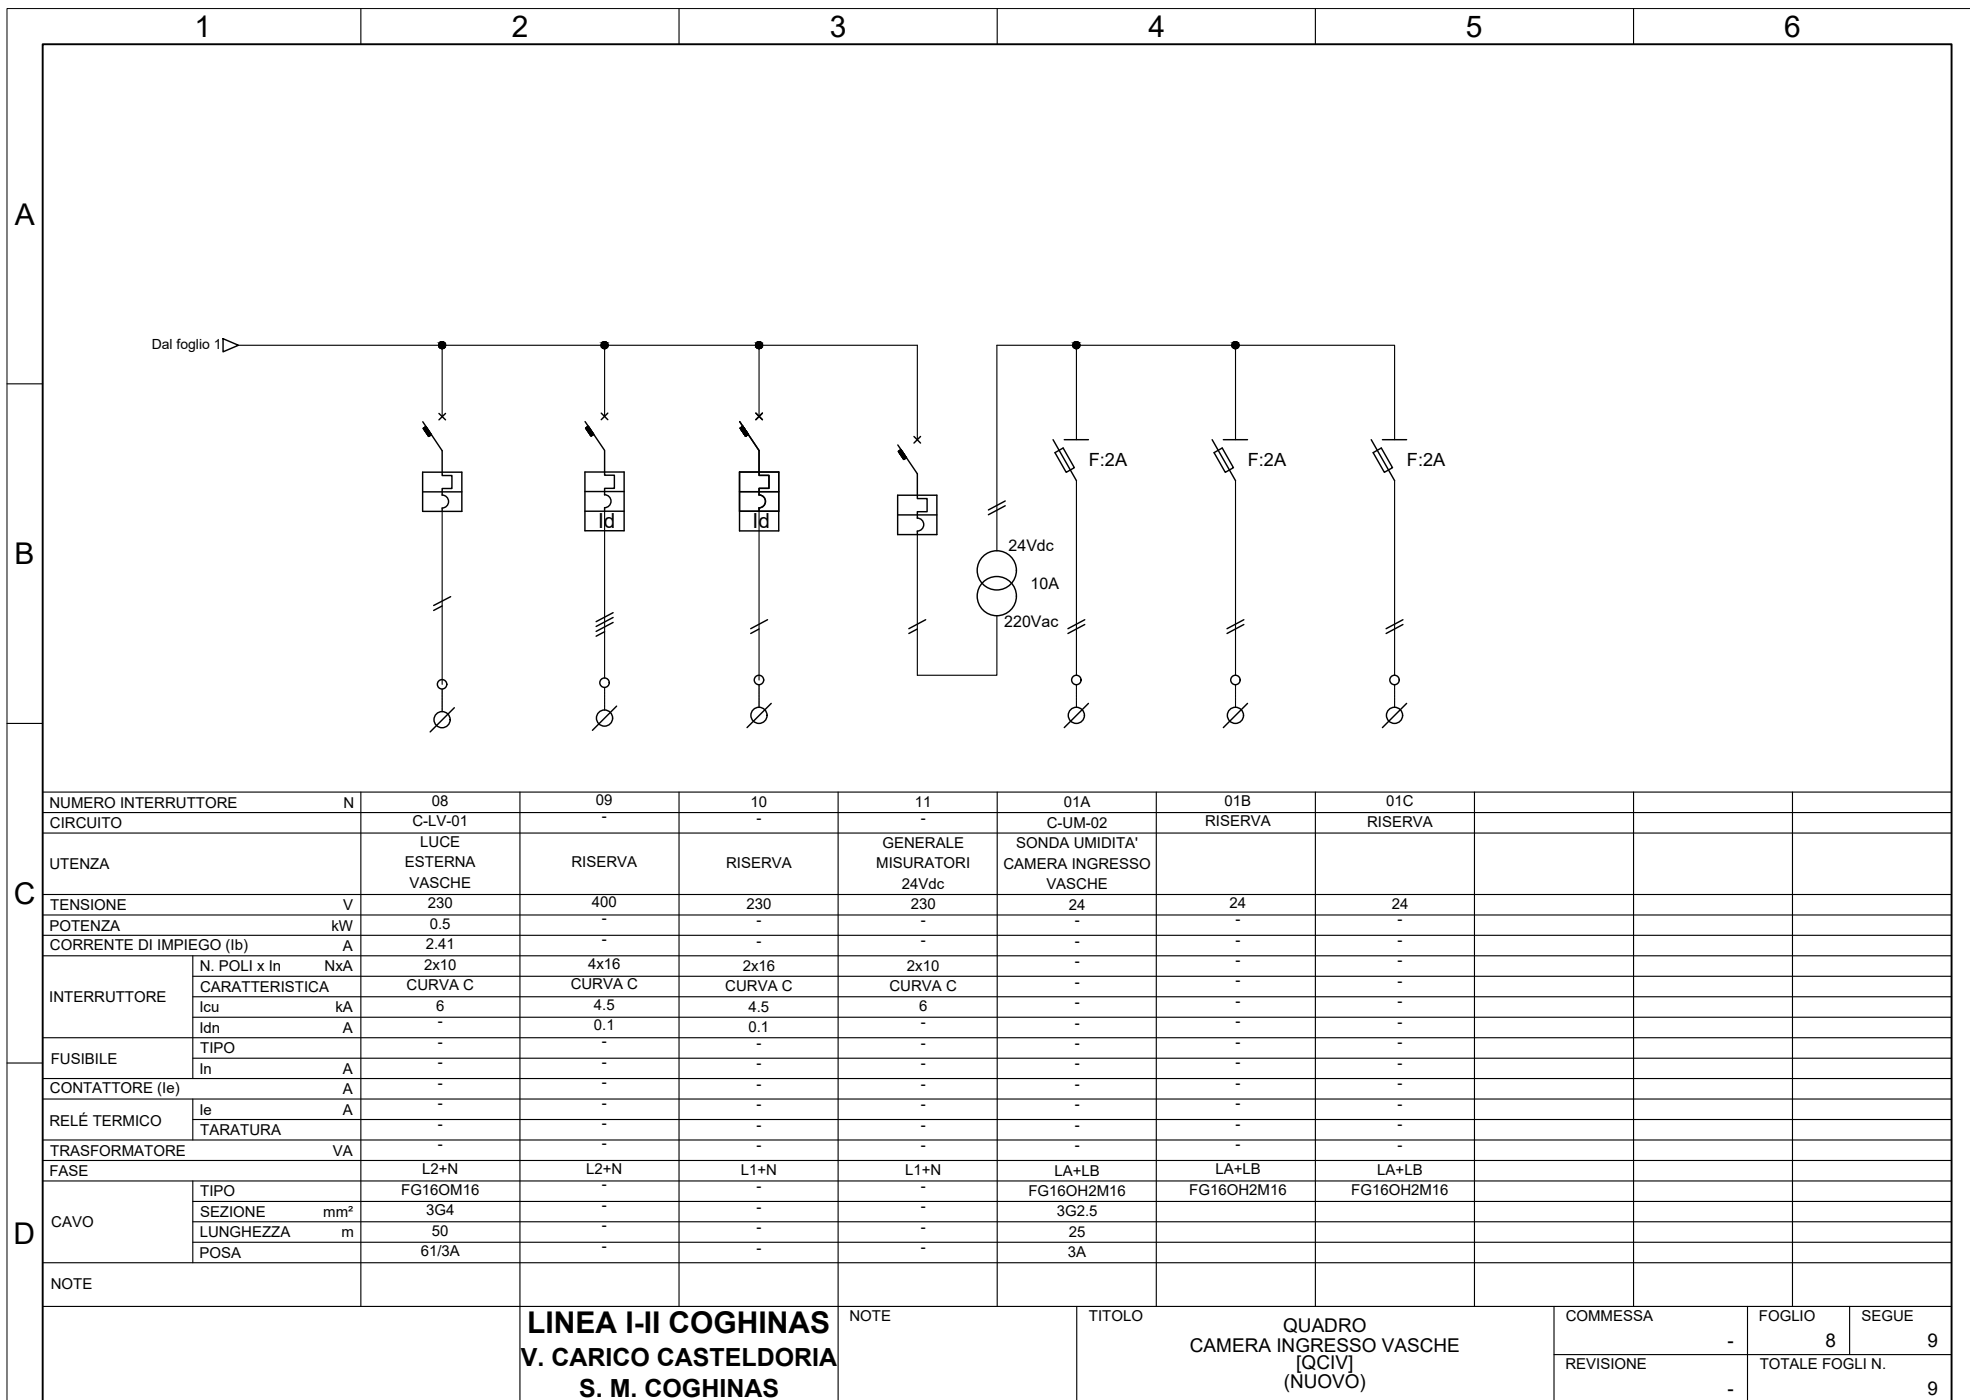 1 2 3 4 5 6
A
Dal foglio 1
F:2A F:2A F:2A
Id Id
B
24Vdc
10A
220Vac
NUMERO INTERRUTTORE N 08 09 10 11 01A 01B 01C
CIRCUITO C-LV-01 - - - C-UM-02 RISERVA RISERVA
UTENZA
LUCE
ESTERNA
VASCHE
RISERVA
RISERVA
GENERALE
MISURATORI
24Vdc
SONDA UMIDITA'
CAMERA INGRESSO
VASCHE
C
TENSIONE V 230 400 230 230 24 24 24
POTENZA kW 0.5 - - - - - -
CORRENTE DI IMPIEGO (Ib) A 2.41 - - - - - -
INTERRUTTORE
N. POLI x In NxA 2x10 4x16 2x16 2x10 - - -
CARATTERISTICA CURVA C CURVA C CURVA C CURVA C - - -
Icu kA 6 4.5 4.5 6 - - -
Idn A - 0.1 0.1 - - - -
FUSIBILE
TIPO - - - - - - -
In A - - - - - - -
CONTATTORE (Ie) A - - - - - - -
RELÉ TERMICO
Ie A - - - - - - -
TARATURA - - - - - - -
TRASFORMATORE VA - - - - - - -
FASE L2+N L2+N L1+N L1+N LA+LB LA+LB LA+LB
D
CAVO
TIPO FG16OM16 - - - FG16OH2M16 FG16OH2M16 FG16OH2M16
SEZIONE mm² 3G4 - - - 3G2.5
LUNGHEZZA m 50 - - - 25
POSA 61/3A - - - 3A
NOTE
LINEA I-II COGHINAS
V. CARICO CASTELDORIA
S. M. COGHINAS
NOTE
TITOLO
QUADRO
CAMERA INGRESSO VASCHE
[QCIV]
(NUOVO)
COMMESSA
-
FOGLIO
8
SEGUE
9
REVISIONE
-
TOTALE FOGLI N.
9